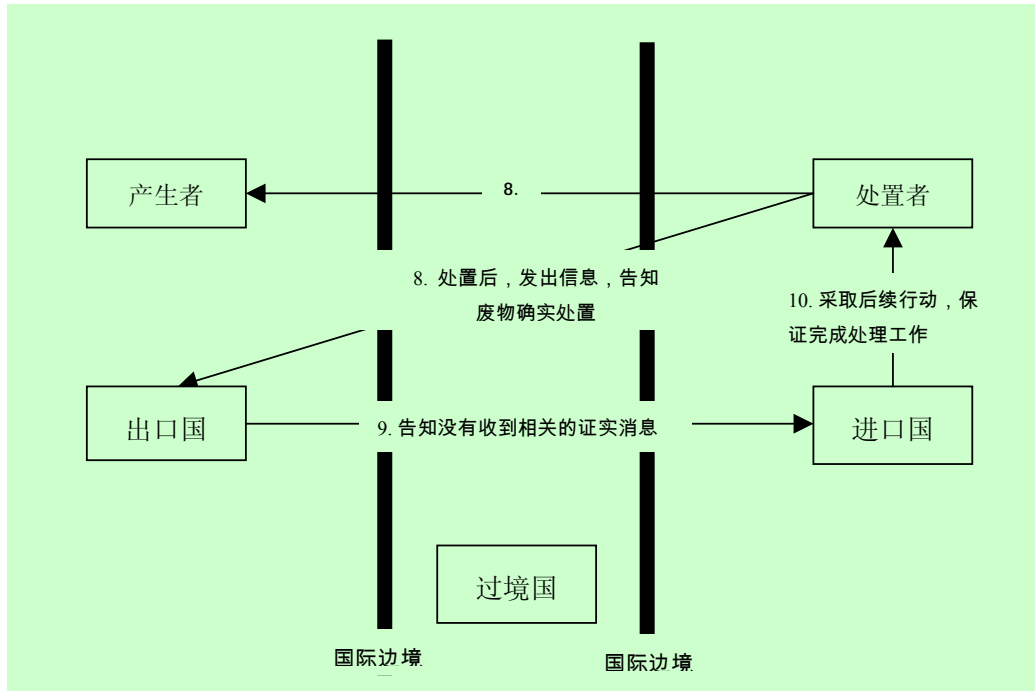 产生者
8.
处置者
8. 处置后，发出信息，告知
废物确实处置
10. 采取后续行动，保
证完成处理工作
出口国
9. 告知没有收到相关的证实消息
进口国
过境国
国际边境
国际边境